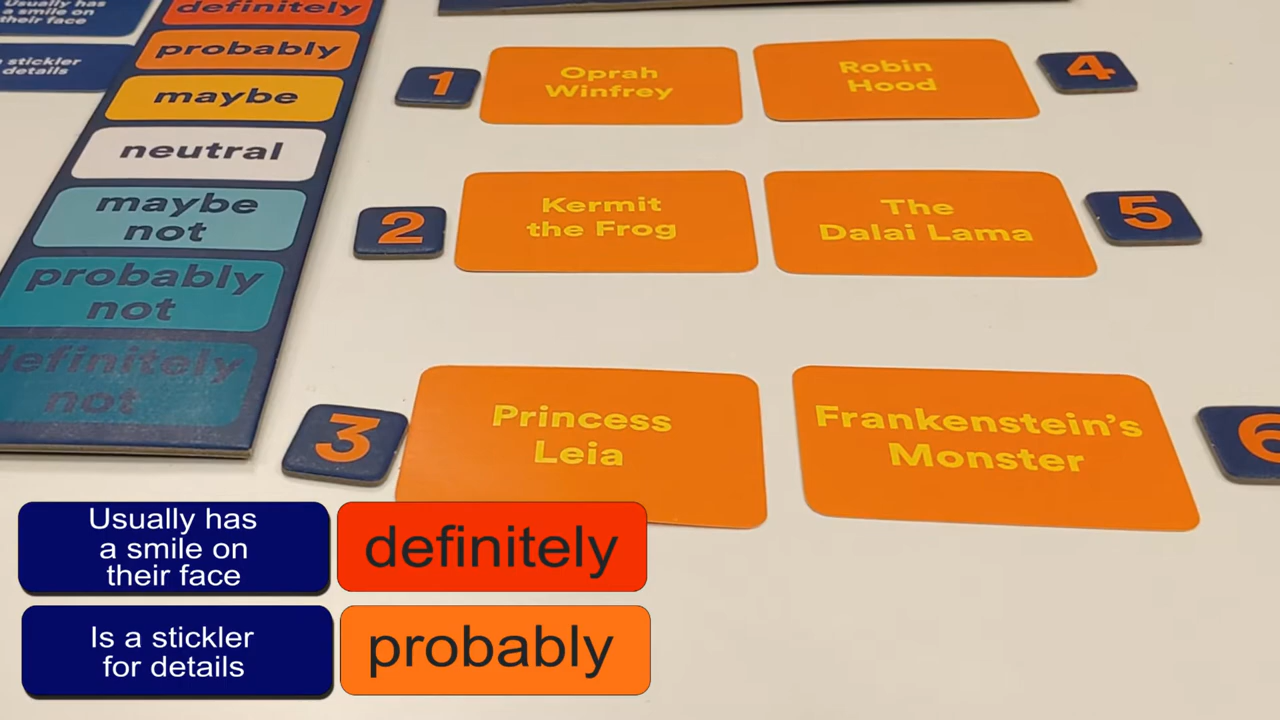 Usually has
a smile on
their face
stickler
details
definitely
probably
maybe
neutral
maybe
not
probably
not
definitely
not
1
Oprah
Winfrey
Robin
Hood
4
2
Kermit
the Frog
The
Dalai Lama
5
3
Princess
Leia
Frankenstein's
Monster
6
Usually has
a smile on
their face
definitely
Is a stickler
for details
probably